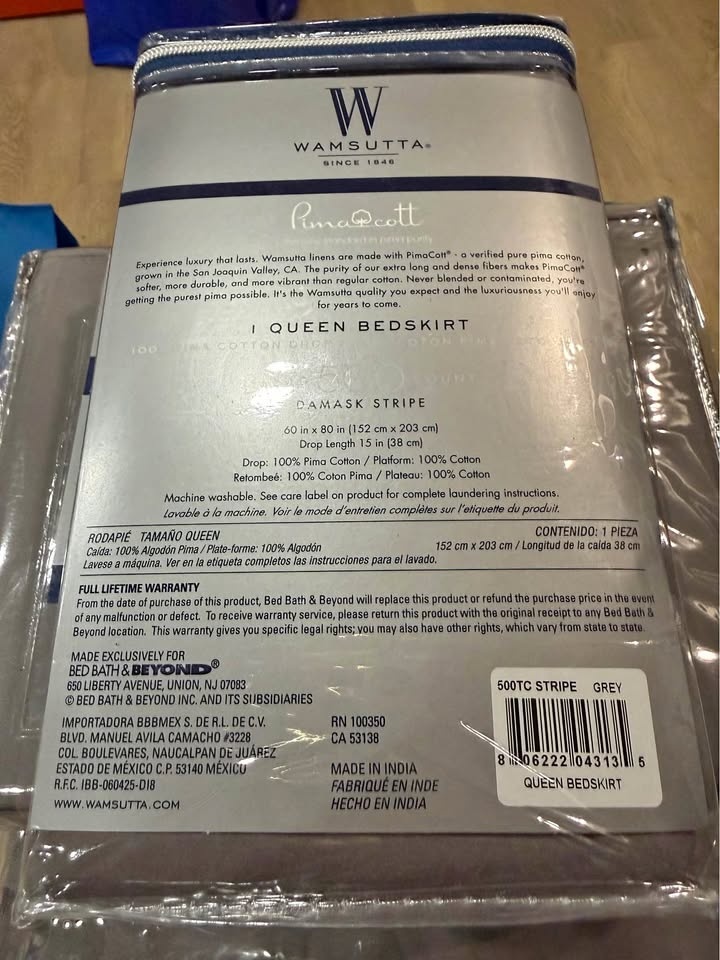 W
WAMSUTTA®
SINCE 1846
Pimacott
Experience luxury that lasts. Wamsutta linens are made with PimaCott® - a verified pure pima cotton,
grown in the San Joaquin Valley, CA. The purity of our extra long and dense fibers makes PimaCott®
softer, more durable, and more vibrant than regular cotton. Never blended or contaminated, you're
getting the purest pima possible. It's the Wamsutta quality you expect and the luxuriousness you'll enjoy
for years to come.
1 QUEEN BEDSKIRT
DAMASK STRIPE
60 in x 80 in (152 cm x 203 cm)
Drop Length 15 in (38 cm)
Drop: 100% Pima Cotton / Platform: 100% Cotton
Retombeé: 100% Coton Pima / Plateau: 100% Cotton
Machine washable. See care label on product for complete laundering instructions.
Lavable à la machine. Voir le mode d'entretien complètes sur l'etiquette du produit.
RODAPIÉ TAMAÑO QUEEN CONTENIDO: 1 PIEZA
Caída: 100% Algodón Pima / Plate-forme: 100% Algodón 152 cm x 203 cm / Longitud de la caída 38 cm
Lavese a máquina. Ver en la etiqueta completos las instrucciones para el lavado.
FULL LIFETIME WARRANTY
From the date of purchase of this product, Bed Bath & Beyond will replace this product or refund the purchase price in the event
of any malfunction or defect. To receive warranty service, please return this product with the original receipt to any Bed Bath &
Beyond location. This warranty gives you specific legal rights; you may also have other rights, which vary from state to state.
MADE EXCLUSIVELY FOR
BED BATH & BEYOND®
650 LIBERTY AVENUE, UNION, NJ 07083
© BED BATH & BEYOND INC. AND ITS SUBSIDIARIES
IMPORTADORA BBBMEX S. DE R.L. DE C.V.
BLVD. MANUEL AVILA CAMACHO #3228
COL. BOULEVARES, NAUCALPAN DE JUÁREZ
ESTADO DE MÉXICO C.P. 53140 MÉXICO
R.F.C. IBB-060425-DI8
WWW.WAMSUTTA.COM
RN 100350
CA 53138
MADE IN INDIA
FABRIQUÉ EN INDE
HECHO EN INDIA
500TC STRIPE GREY
8 06222 04313 5
QUEEN BEDSKIRT